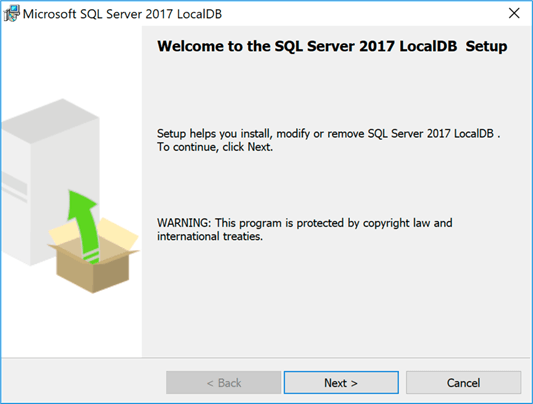 Microsoft SQL Server 2017 LocalDB
Welcome to the SQL Server 2017 LocalDB  Setup
Setup helps you install, modify or remove SQL Server 2017 LocalDB .
To continue, click Next.
WARNING: This program is protected by copyright law and
international treaties.
< Back
Next >
Cancel